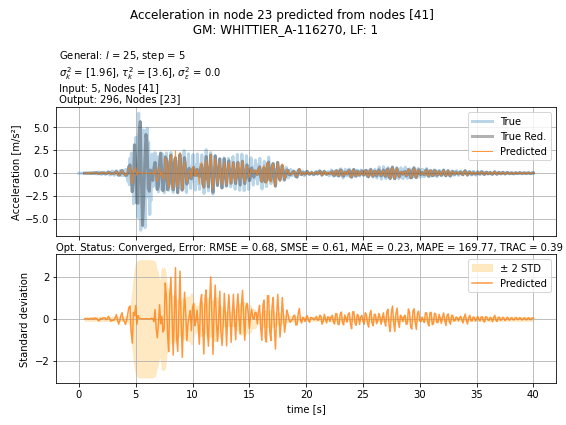 Acceleration in node 23 predicted from nodes [41]
GM: WHITTIER_A-116270, LF: 1
General: l = 25, step = 5
σ²ₖ = [1.96], τ²ₖ = [3.6], σ²ₑ = 0.0
Input: 5, Nodes [41]
Output: 296, Nodes [23]
True
True Red.
Predicted
5.0
2.5
0.0
−2.5
−5.0
Acceleration [m/s²]
Opt. Status: Converged, Error: RMSE = 0.68, SMSE = 0.61, MAE = 0.23, MAPE = 169.77, TRAC = 0.39
± 2 STD
Predicted
2
0
−2
Standard deviation
0 5 10 15 20 25 30 35 40
time [s]